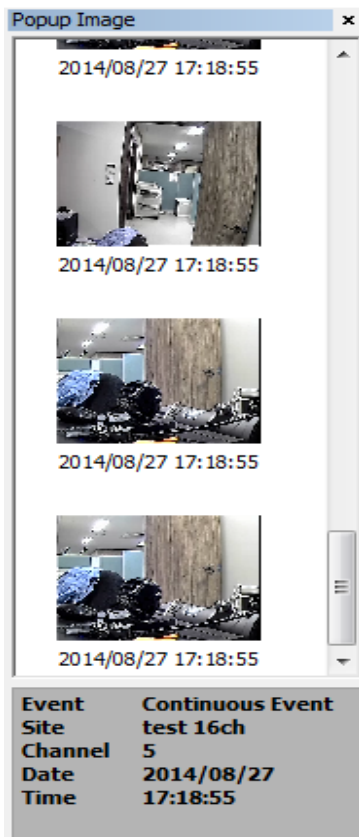 Popup Image
2014/08/27 17:18:55
2014/08/27 17:18:55
2014/08/27 17:18:55
2014/08/27 17:18:55
Event Continuous Event
Site test 16ch
Channel 5
Date 2014/08/27
Time 17:18:55